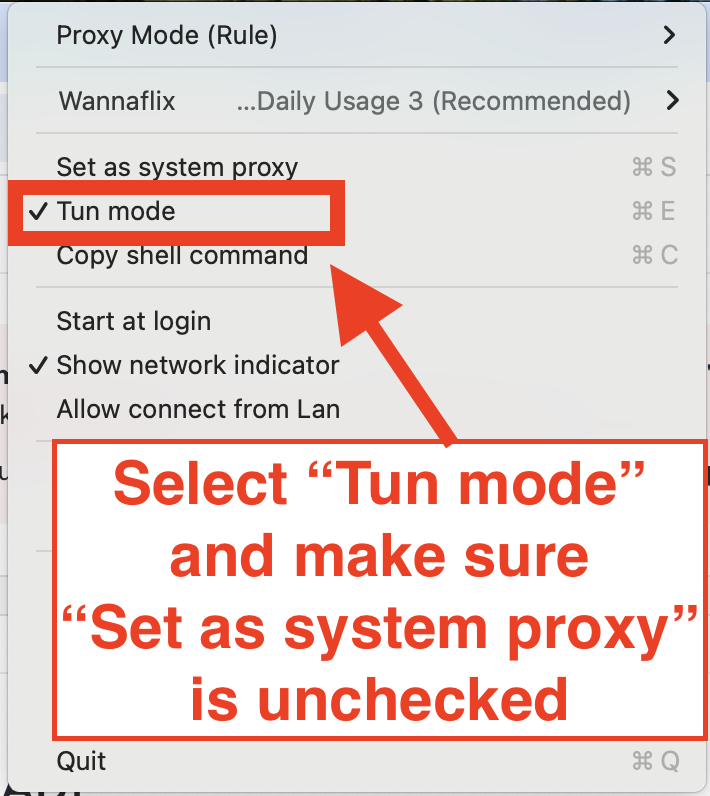 Proxy Mode (Rule)
Wannaflix ...Daily Usage 3 (Recommended)
Set as system proxy ⌘ S
✓ Tun mode ⌘ E
Copy shell command ⌘ C
Start at login
✓ Show network indicator
Allow connect from Lan
Select “Tun mode”
and make sure
“Set as system proxy”
is unchecked
Quit ⌘ Q